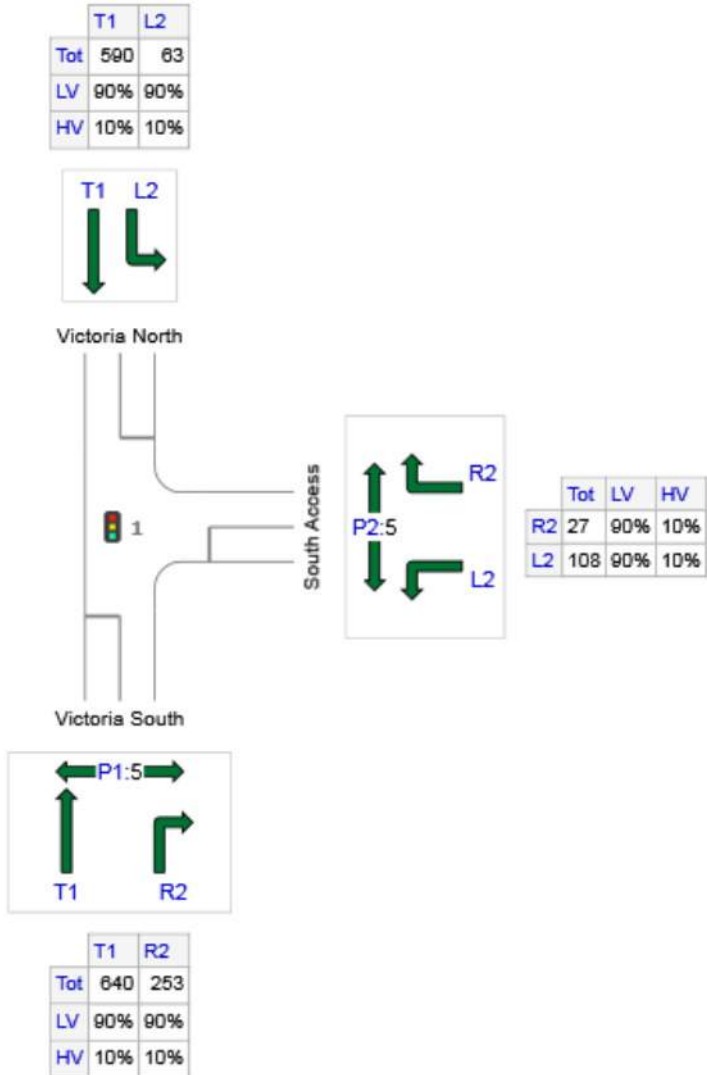 T1 L2
Tot 590 63
LV 90% 90%
HV 10% 10%
T1 L2
Victoria North
1
South Access
P2:5
R2
L2
Tot LV HV
R2 27 90% 10%
L2 108 90% 10%
Victoria South
P1:5
T1 R2
T1 R2
Tot 640 253
LV 90% 90%
HV 10% 10%